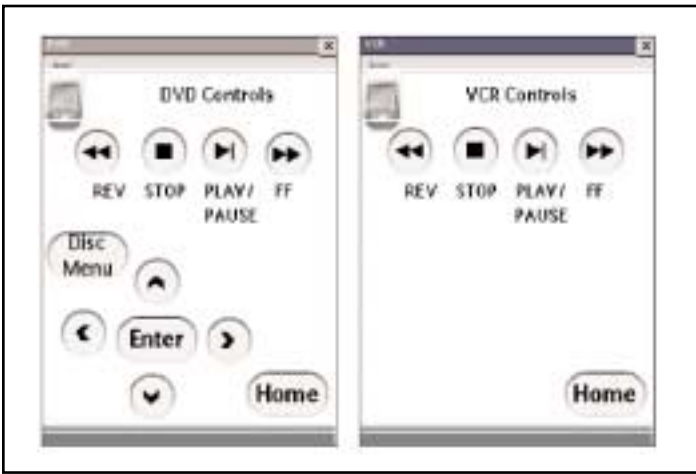 DVD Controls
REV STOP PLAY/ FF
PAUSE
Disc
Menu
Enter
Home
VCR
VCR Controls
REV STOP PLAY/ FF
PAUSE
Home